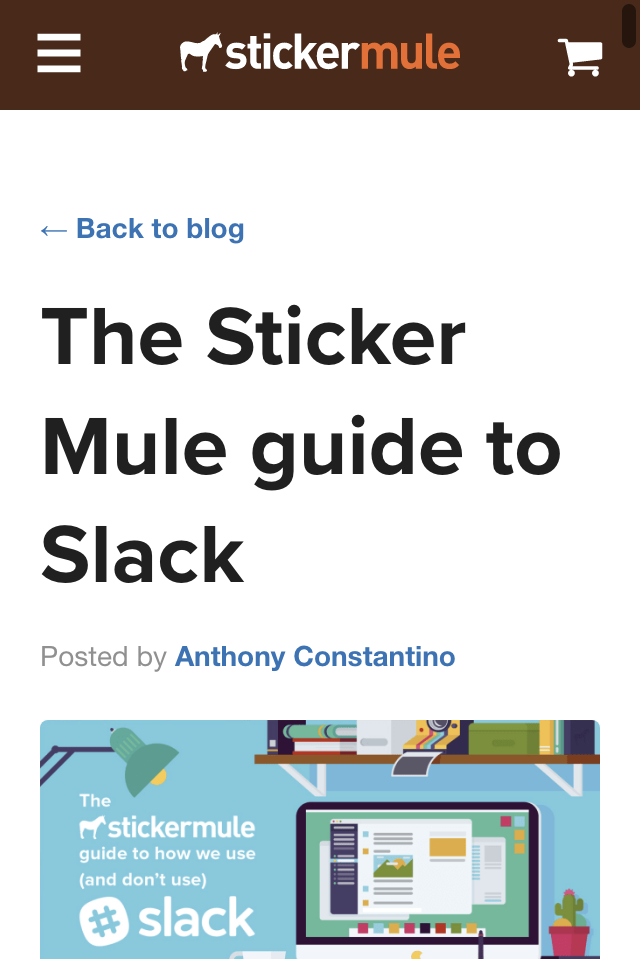 stickermule
← Back to blog
The Sticker
Mule guide to
Slack
Posted by Anthony Constantino
The
stickermule
guide to how we use
(and don't use)
slack